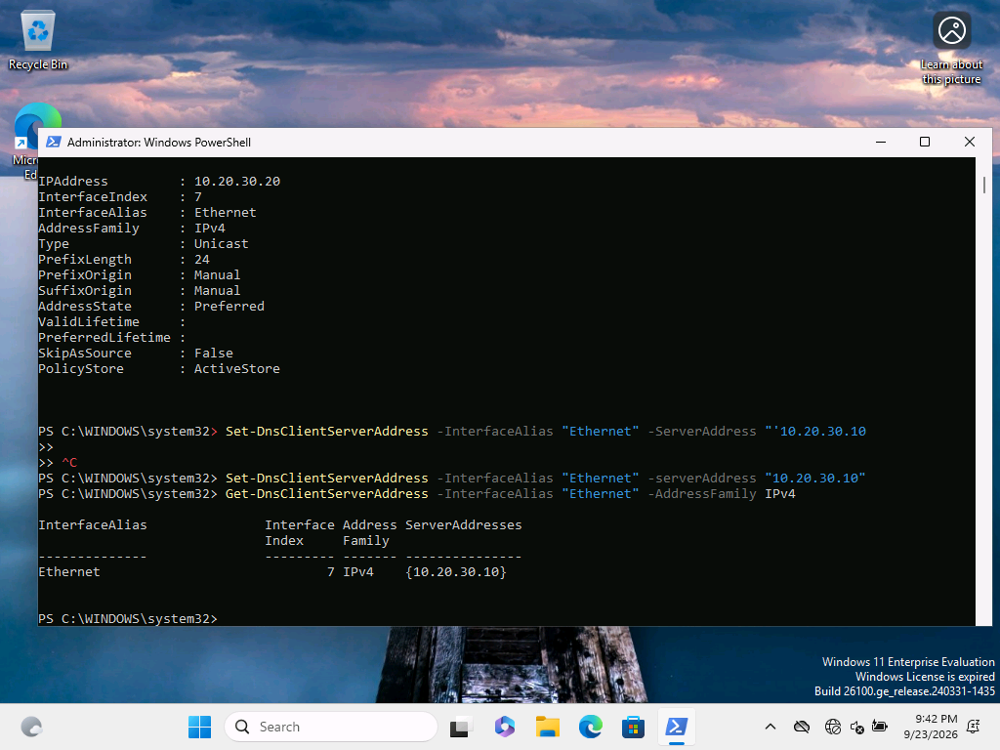 Recycle Bin
Learn about
this picture
Micr
Ed
Administrator: Windows PowerShell
IPAddress         : 10.20.30.20
InterfaceIndex    : 7
InterfaceAlias    : Ethernet
AddressFamily     : IPv4
Type              : Unicast
PrefixLength      : 24
PrefixOrigin      : Manual
SuffixOrigin      : Manual
AddressState      : Preferred
ValidLifetime     :
PreferredLifetime :
SkipAsSource      : False
PolicyStore       : ActiveStore
PS C:\WINDOWS\system32> Set-DnsClientServerAddress -InterfaceAlias "Ethernet" -ServerAddress "'10.20.30.10
>>
>> ^C
PS C:\WINDOWS\system32> Set-DnsClientServerAddress -InterfaceAlias "Ethernet" -serverAddress "10.20.30.10"
PS C:\WINDOWS\system32> Get-DnsClientServerAddress -InterfaceAlias "Ethernet" -AddressFamily IPv4
InterfaceAlias               Interface Address ServerAddresses
                             Index     Family
--------------               --------- ------- ---------------
Ethernet                             7 IPv4    {10.20.30.10}
PS C:\WINDOWS\system32>
Windows 11 Enterprise Evaluation
Windows License is expired
Build 26100.ge_release.240331-1435
Search
9:42 PM
9/23/2026